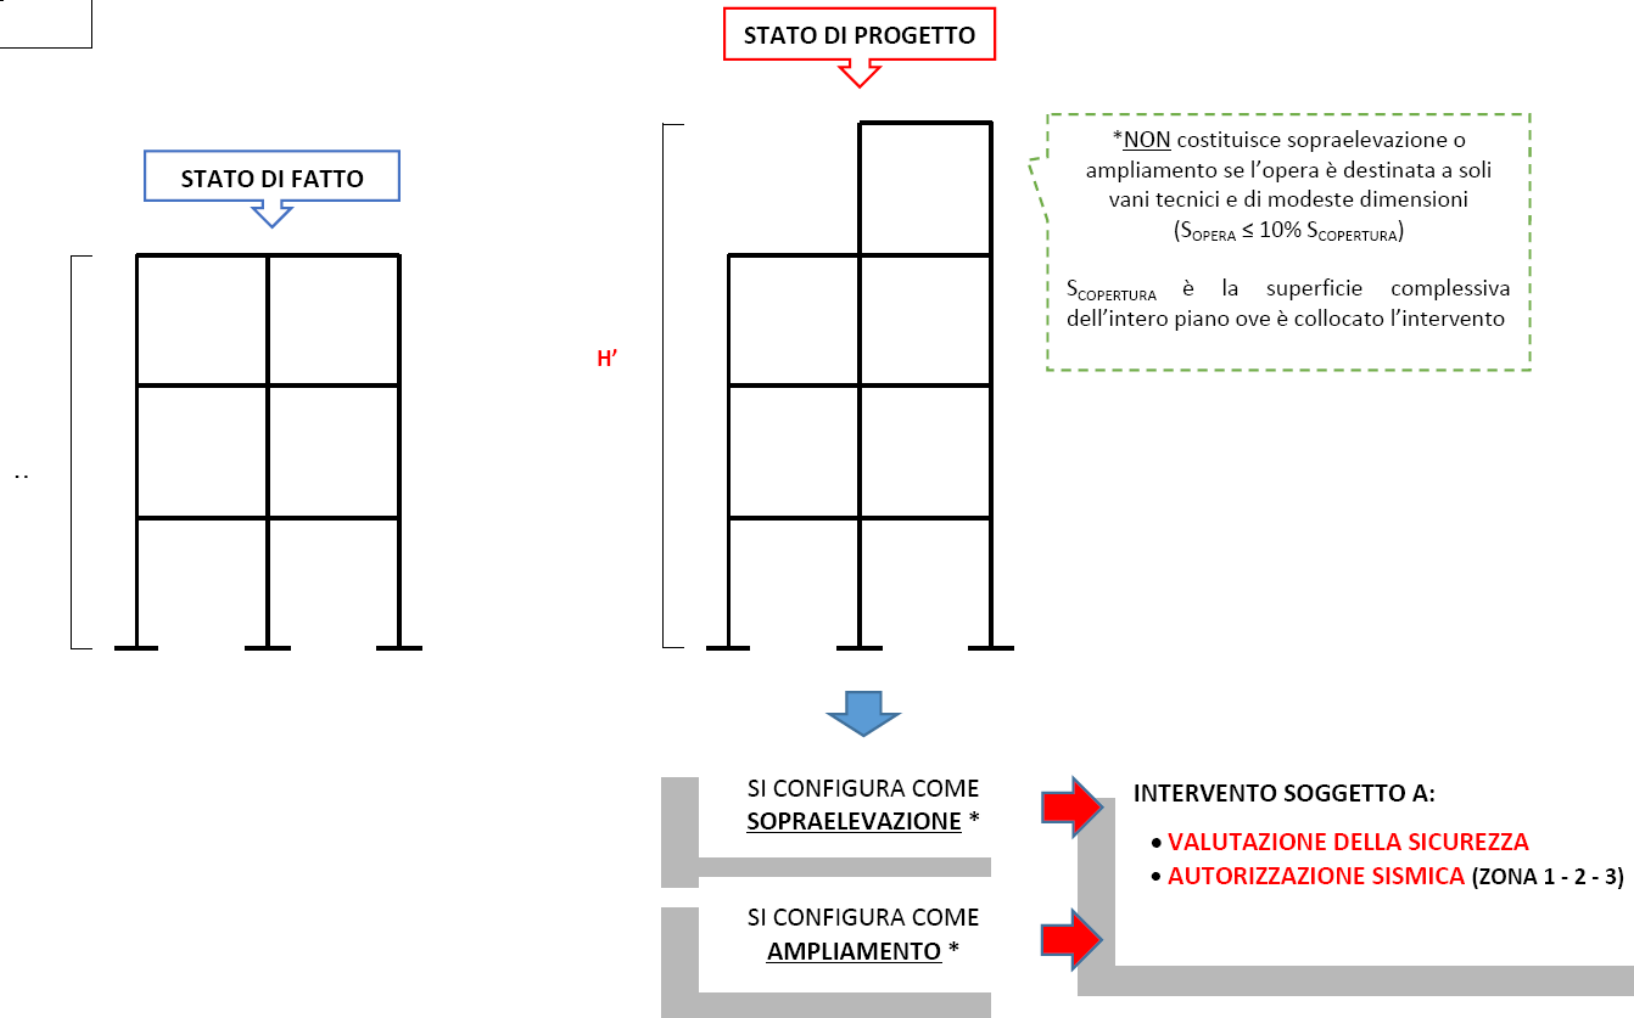 STATO DI PROGETTO
STATO DI FATTO
*NON costituisce sopraelevazione o
ampliamento se l’opera è destinata a soli
vani tecnici e di modeste dimensioni
(SOPERA ≤ 10% SCOPERTURA)
SCOPERTURA è la superficie complessiva
dell’intero piano ove è collocato l’intervento
H’
..
SI CONFIGURA COME
SOPRAELEVAZIONE *
SI CONFIGURA COME
AMPLIAMENTO *
INTERVENTO SOGGETTO A:
• VALUTAZIONE DELLA SICUREZZA
• AUTORIZZAZIONE SISMICA (ZONA 1 - 2 - 3)